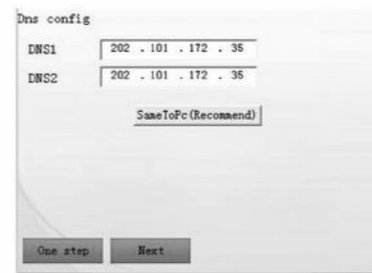 Dns config
DNS1 202 . 101 . 172 . 35
DNS2 202 . 101 . 172 . 35
SameToPc(Recommend)
One step Next